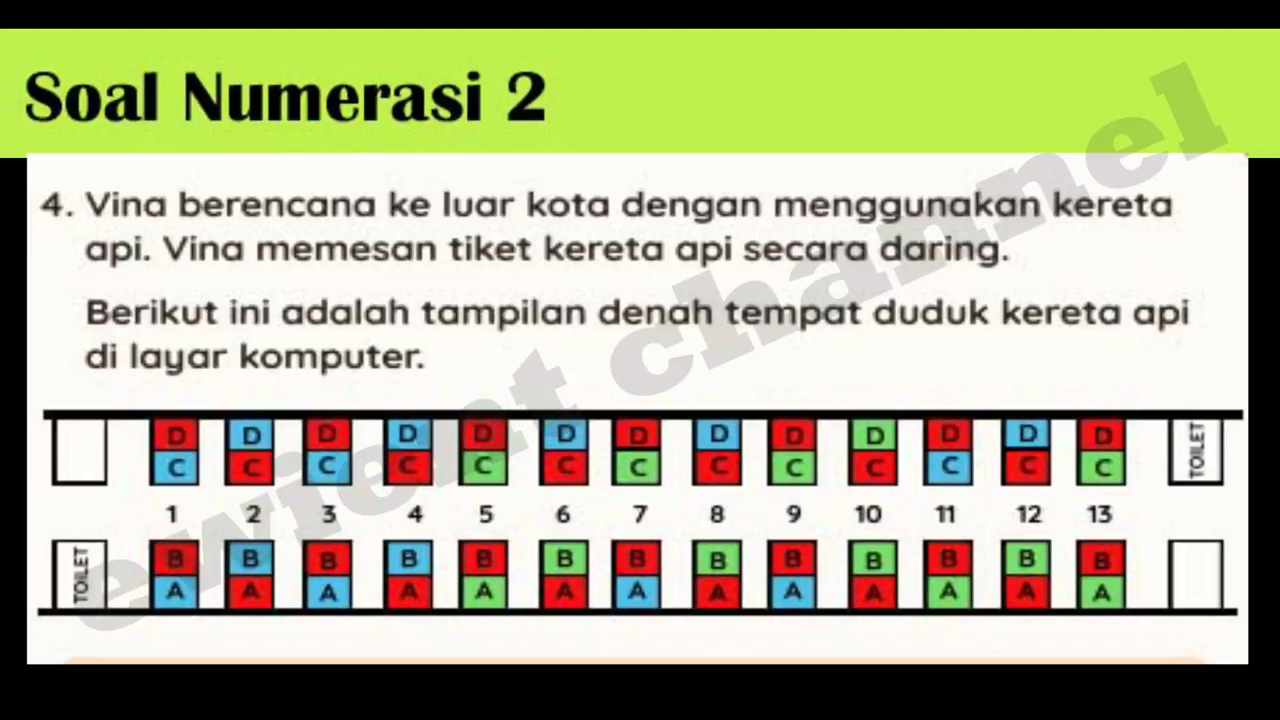 Soal Numerasi 2
4. Vina berencana ke luar kota dengan menggunakan kereta
api. Vina memesan tiket kereta api secara daring.
Berikut ini adalah tampilan denah tempat duduk kereta api
di layar komputer.
D D D D D D D D D D D D D TOILET
C C C C C C C C C C C C C
1 2 3 4 5 6 7 8 9 10 11 12 13
TOILET B B B B B B B B B B B B B
A A A A A A A A A A A A A
ewieht channel